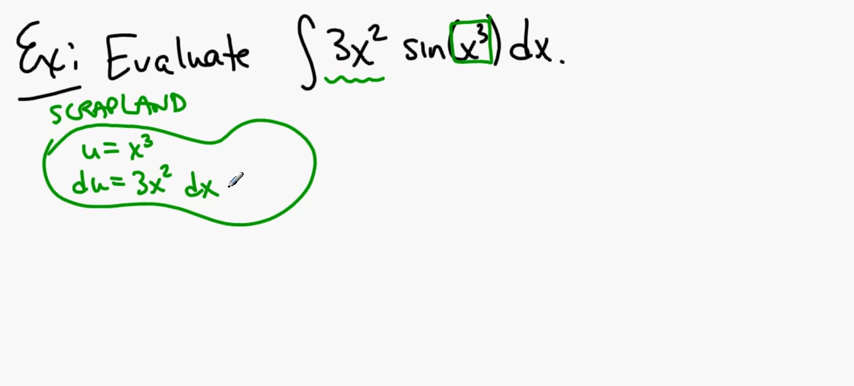 Ex: Evaluate ∫ 3x² sin(x³) dx.
SCRAPLAND
u = x³
du = 3x² dx